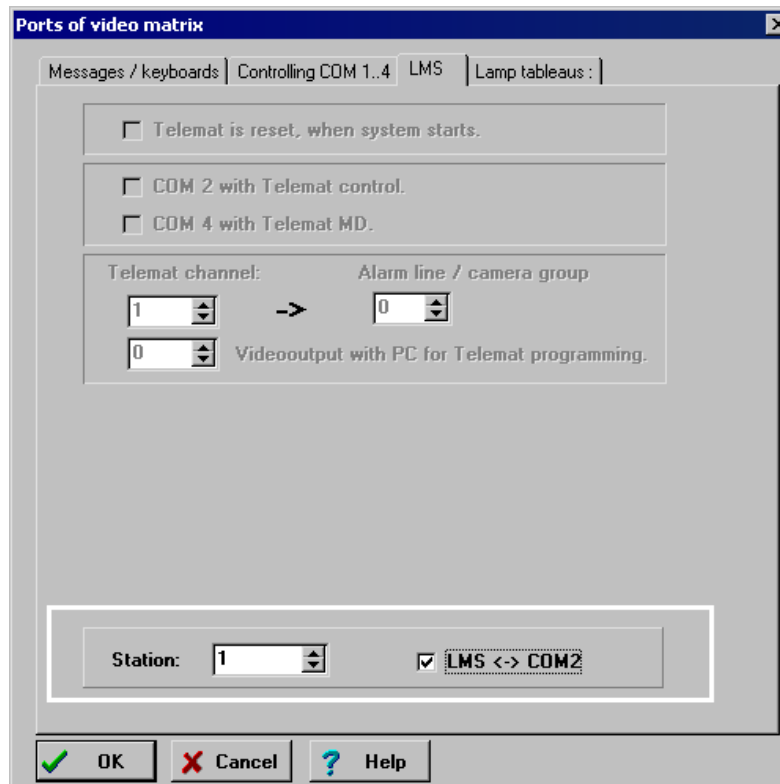 Ports of video matrix
Messages / keyboards Controlling COM 1..4 LMS Lamp tableaus :
Telemat is reset, when system starts.
COM 2 with Telemat control.
COM 4 with Telemat MD.
Telemat channel: Alarm line / camera group
1 -> 0
0 Videooutput with PC for Telemat programming.
Station: 1 LMS <-> COM2
OK Cancel ? Help